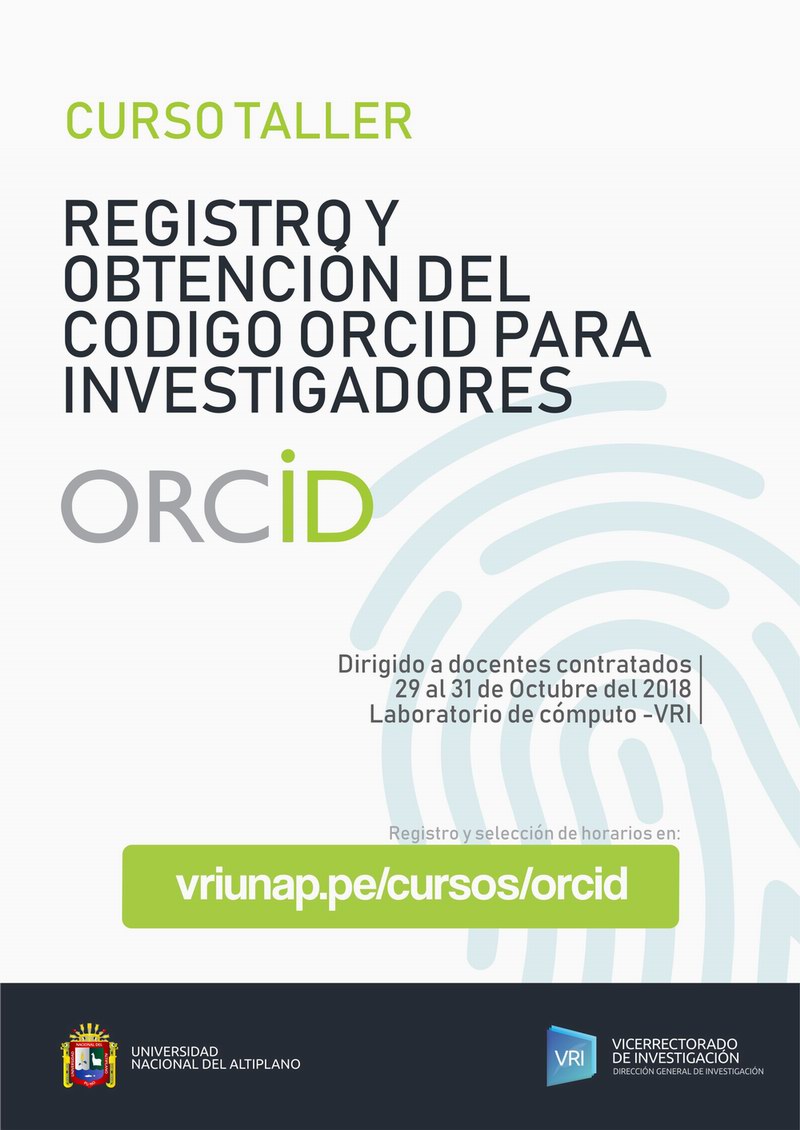 CURSO TALLER
REGISTRO Y
OBTENCIÓN DEL
CODIGO ORCID PARA
INVESTIGADORES
ORCiD
Dirigido a docentes contratados
29 al 31 de Octubre del 2018
Laboratorio de cómputo -VRI
Registro y selección de horarios en:
vriunap.pe/cursos/orcid
UNIVERSIDAD
NACIONAL DEL ALTIPLANO
VRI
VICERRECTORADO
DE INVESTIGACIÓN
DIRECCIÓN GENERAL DE INVESTIGACIÓN